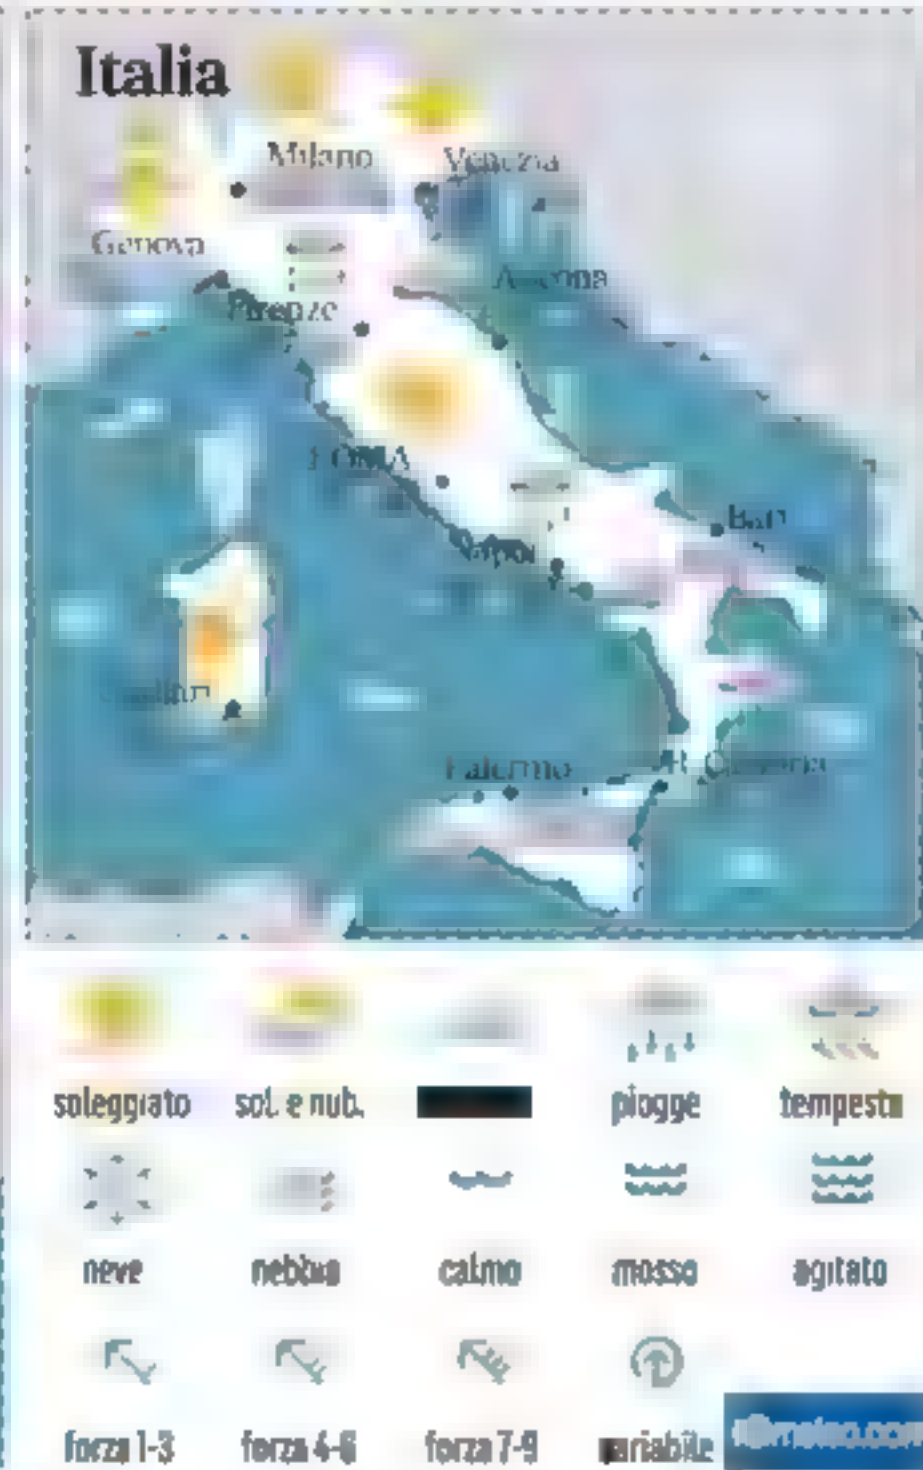 Italia
Milano
Venezia
Genova
Ancona
Firenze
ROMA
Bari
Napoli
Palermo
soleggiato sol. e nub. piogge tempesta
neve nebbia calmo mosso agitato
forza 1-3 forza 4-6 forza 7-9 variabile